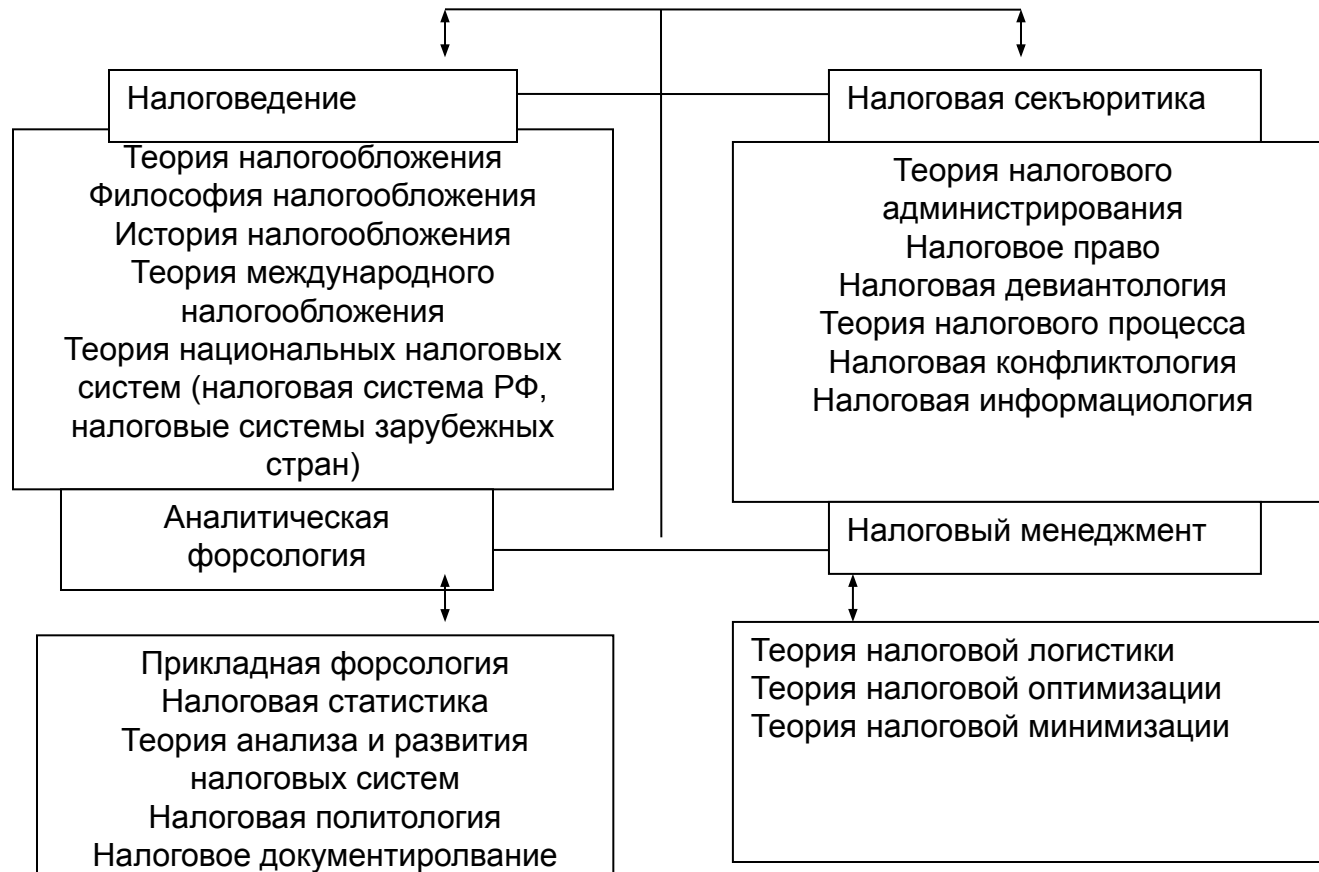 Налоговедение
Теория налогообложения
Философия налогообложения
История налогообложения
Теория международного
налогообложения
Теория национальных налоговых
систем (налоговая система РФ,
налоговые системы зарубежных
стран)
Налоговая секъюритика
Теория налогового
администрирования
Налоговое право
Налоговая девиантология
Теория налогового процесса
Налоговая конфликтология
Налоговая информациология
Аналитическая
форсология
Прикладная форсология
Налоговая статистика
Теория анализа и развития
налоговых систем
Налоговая политология
Налоговое документиролвание
Налоговый менеджмент
Теория налоговой логистики
Теория налоговой оптимизации
Теория налоговой минимизации